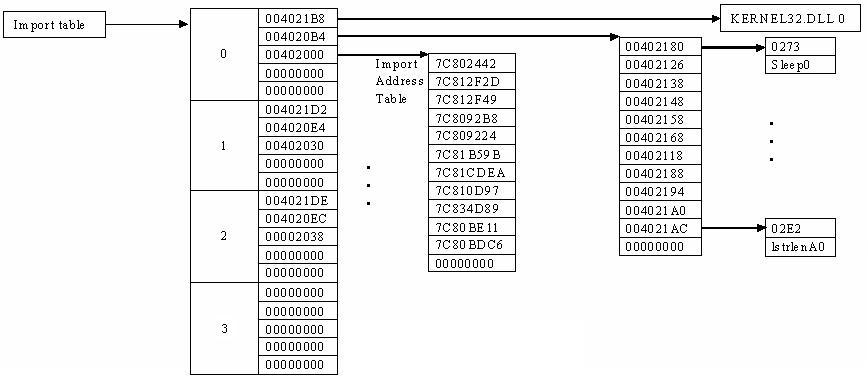 Import table
0
004021B8
004020B4
00402000
00000000
00000000
1
004021D2
004020E4
00402030
00000000
00000000
2
004021DE
004020EC
00002038
00000000
00000000
3
00000000
00000000
00000000
00000000
00000000
Import
Address
Table
7C802442
7C812F2D
7C812F49
7C8092B8
7C809224
7C81B59B
7C81CDEA
7C810D97
7C834D89
7C80BE11
7C80BDC6
00000000
00402180
00402126
00402138
00402148
00402158
00402168
00402118
00402188
00402194
004021A0
004021AC
00000000
KERNEL32.DLL 0
0273
Sleep0
02E2
lstrlenA0